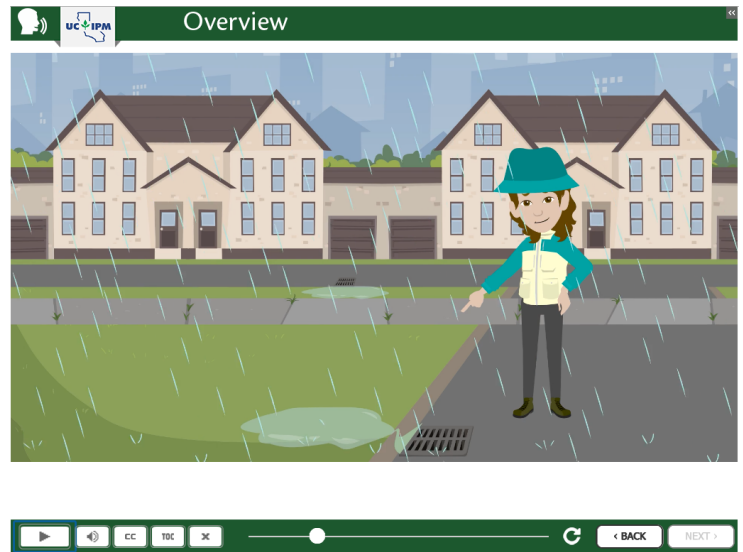 UC IPM
Overview
«
CC
TOC
X
‹ BACK
NEXT ›